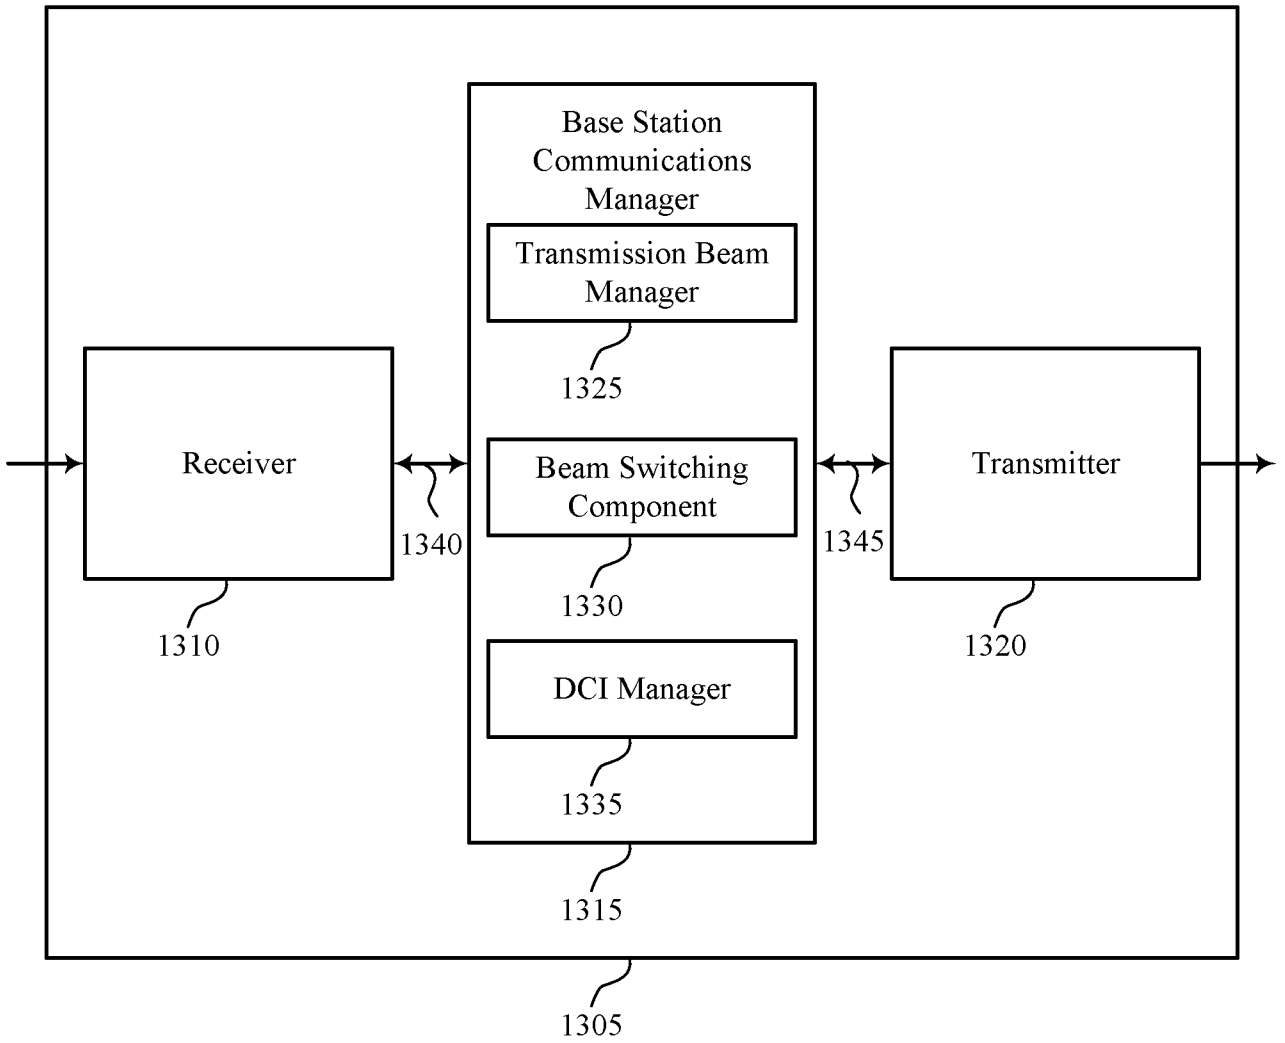 Base Station
Communications
Manager
Transmission Beam
Manager
1325
Receiver
Beam Switching
Component
Transmitter
1340
1345
1330
1310
1320
DCI Manager
1335
1315
1305